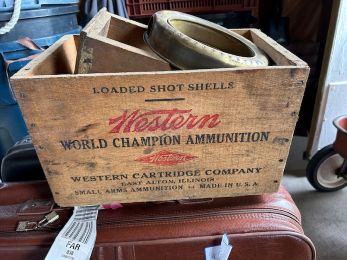 LOADED SHOT SHELLS
Western
WORLD CHAMPION AMMUNITION
Western
WESTERN CARTRIDGE COMPANY
EAST ALTON, ILLINOIS
SMALL ARMS AMMUNITION MADE IN U.S.A.
FAR